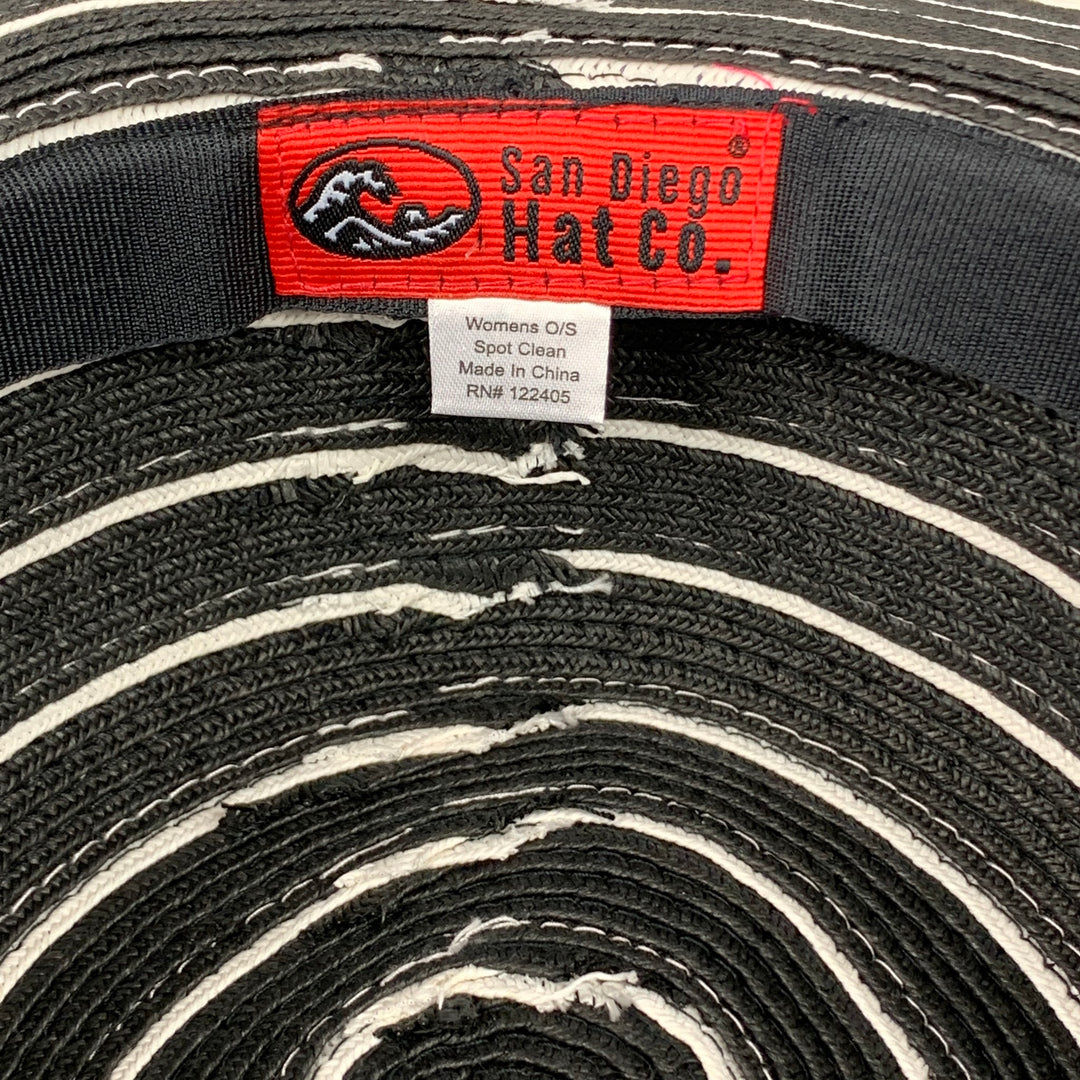 San Diego®
Hat Co.
Womens O/S
Spot Clean
Made In China
RN# 122405